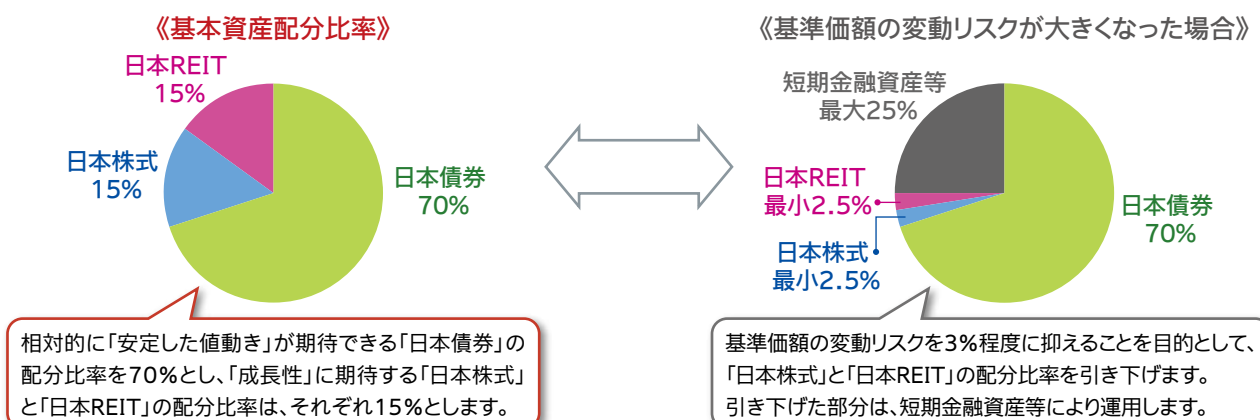 《基本資産配分比率》
日本REIT
15%
日本株式
15%
日本債券
70%
相対的に「安定した値動き」が期待できる「日本債券」の
配分比率を70%とし、「成長性」に期待する「日本株式」
と「日本REIT」の配分比率は、それぞれ15%とします。
《基準価額の変動リスクが大きくなった場合》
短期金融資産等
最大25%
日本REIT
最小2.5%
日本株式
最小2.5%
日本債券
70%
基準価額の変動リスクを3%程度に抑えることを目的として、
「日本株式」と「日本REIT」の配分比率を引き下げます。
引き下げた部分は、短期金融資産等により運用します。